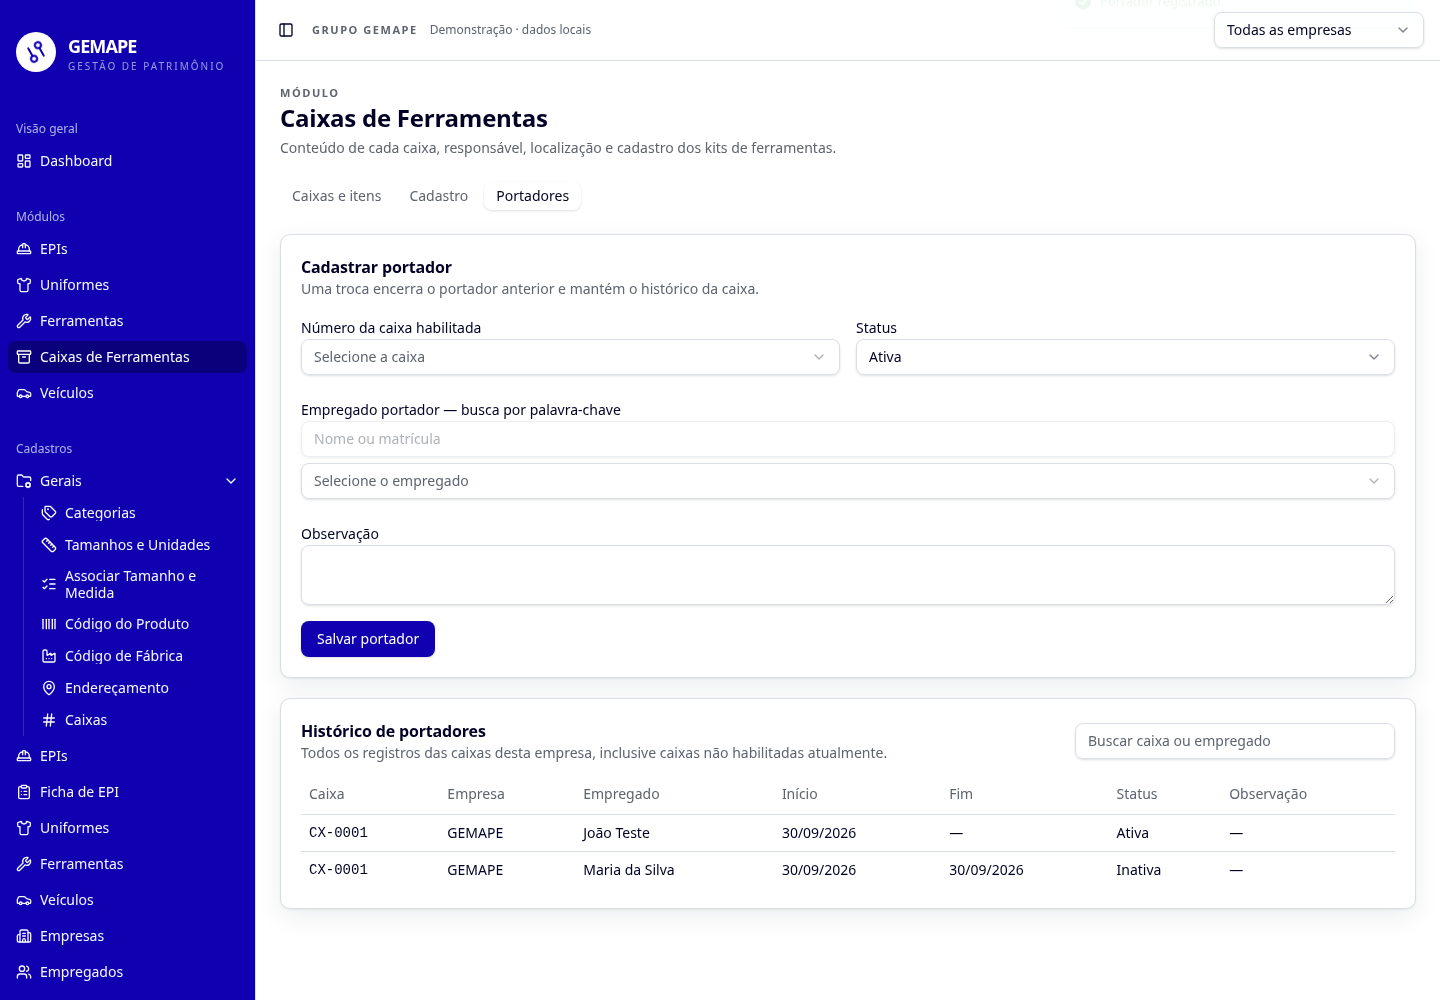 GEMAPE
GESTÃO DE PATRIMÔNIO
Visão geral
Dashboard
Módulos
EPIs
Uniformes
Ferramentas
Caixas de Ferramentas
Veículos
Cadastros
Gerais
Categorias
Tamanhos e Unidades
Associar Tamanho e
Medida
Código do Produto
Código de Fábrica
Endereçamento
Caixas
EPIs
Ficha de EPI
Uniformes
Ferramentas
Veículos
Empresas
Empregados
GRUPO GEMAPE Demonstração · dados locais
Portador registrado.
Todas as empresas
MÓDULO
Caixas de Ferramentas
Conteúdo de cada caixa, responsável, localização e cadastro dos kits de ferramentas.
Caixas e itens Cadastro Portadores
Cadastrar portador
Uma troca encerra o portador anterior e mantém o histórico da caixa.
Número da caixa habilitada Status
Selecione a caixa Ativa
Empregado portador — busca por palavra-chave
Nome ou matrícula
Selecione o empregado
Observação
Salvar portador
Histórico de portadores
Todos os registros das caixas desta empresa, inclusive caixas não habilitadas atualmente.
Buscar caixa ou empregado
Caixa Empresa Empregado Início Fim Status Observação
CX-0001 GEMAPE João Teste 30/09/2026 — Ativa —
CX-0001 GEMAPE Maria da Silva 30/09/2026 30/09/2026 Inativa —